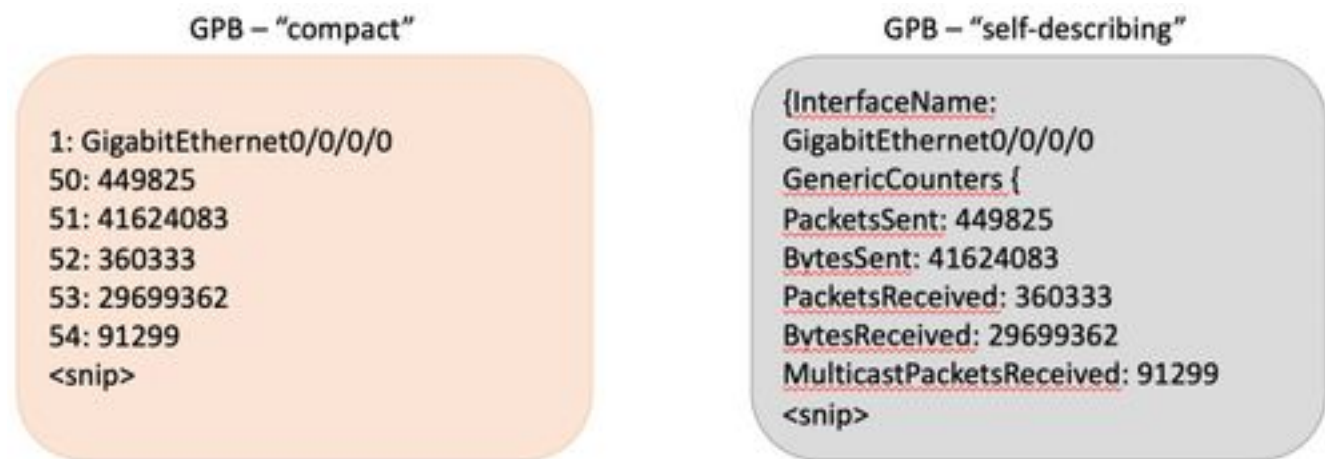 GPB – “compact”
1: GigabitEthernet0/0/0/0
50: 449825
51: 41624083
52: 360333
53: 29699362
54: 91299
<snip>
GPB – “self-describing”
{InterfaceName:
GigabitEthernet0/0/0/0
GenericCounters {
PacketsSent: 449825
BytesSent: 41624083
PacketsReceived: 360333
BytesReceived: 29699362
MulticastPacketsReceived: 91299
<snip>